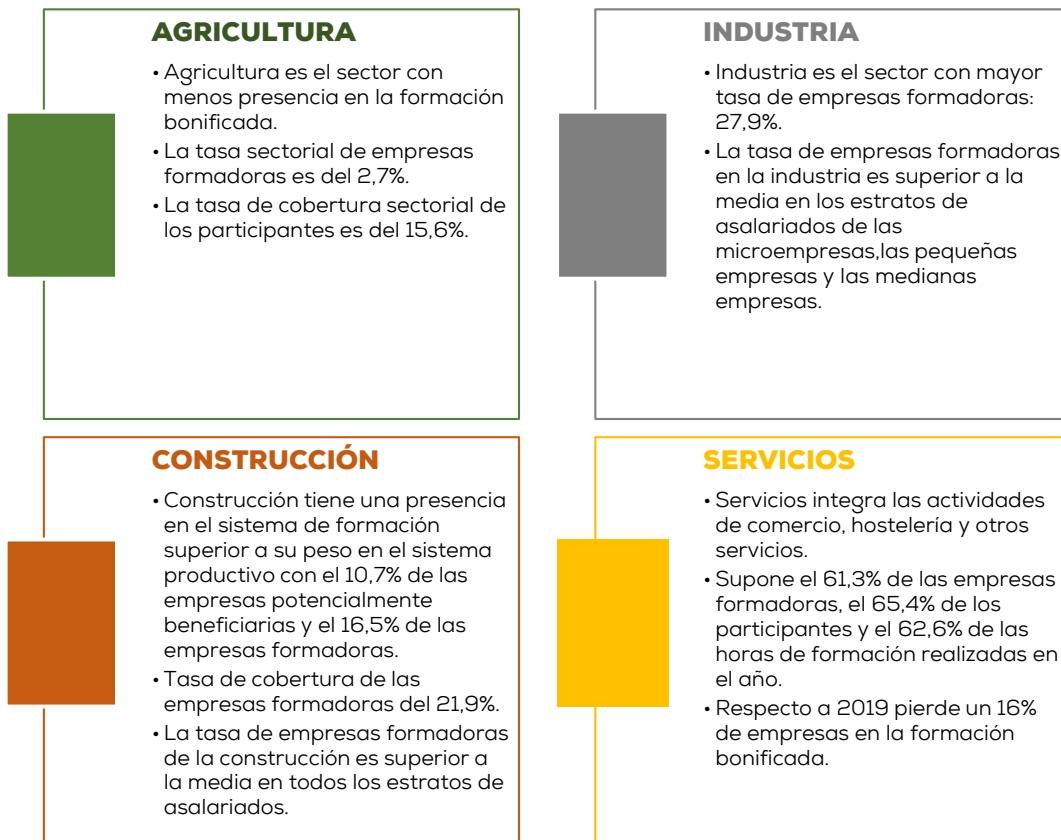 AGRICULTURA
• Agricultura es el sector con
menos presencia en la formación
bonificada.
• La tasa sectorial de empresas
formadoras es del 2,7%.
• La tasa de cobertura sectorial de
los participantes es del 15,6%.
INDUSTRIA
• Industria es el sector con mayor
tasa de empresas formadoras:
27,9%.
• La tasa de empresas formadoras
en la industria es superior a la
media en los estratos de
asalariados de las
microempresas,las pequeñas
empresas y las medianas
empresas.
CONSTRUCCIÓN
• Construcción tiene una presencia
en el sistema de formación
superior a su peso en el sistema
productivo con el 10,7% de las
empresas potencialmente
beneficiarias y el 16,5% de las
empresas formadoras.
• Tasa de cobertura de las
empresas formadoras del 21,9%.
• La tasa de empresas formadoras
de la construcción es superior a
la media en todos los estratos de
asalariados.
SERVICIOS
• Servicios integra las actividades
de comercio, hostelería y otros
servicios.
• Supone el 61,3% de las empresas
formadoras, el 65,4% de los
participantes y el 62,6% de las
horas de formación realizadas en
el año.
• Respecto a 2019 pierde un 16%
de empresas en la formación
bonificada.